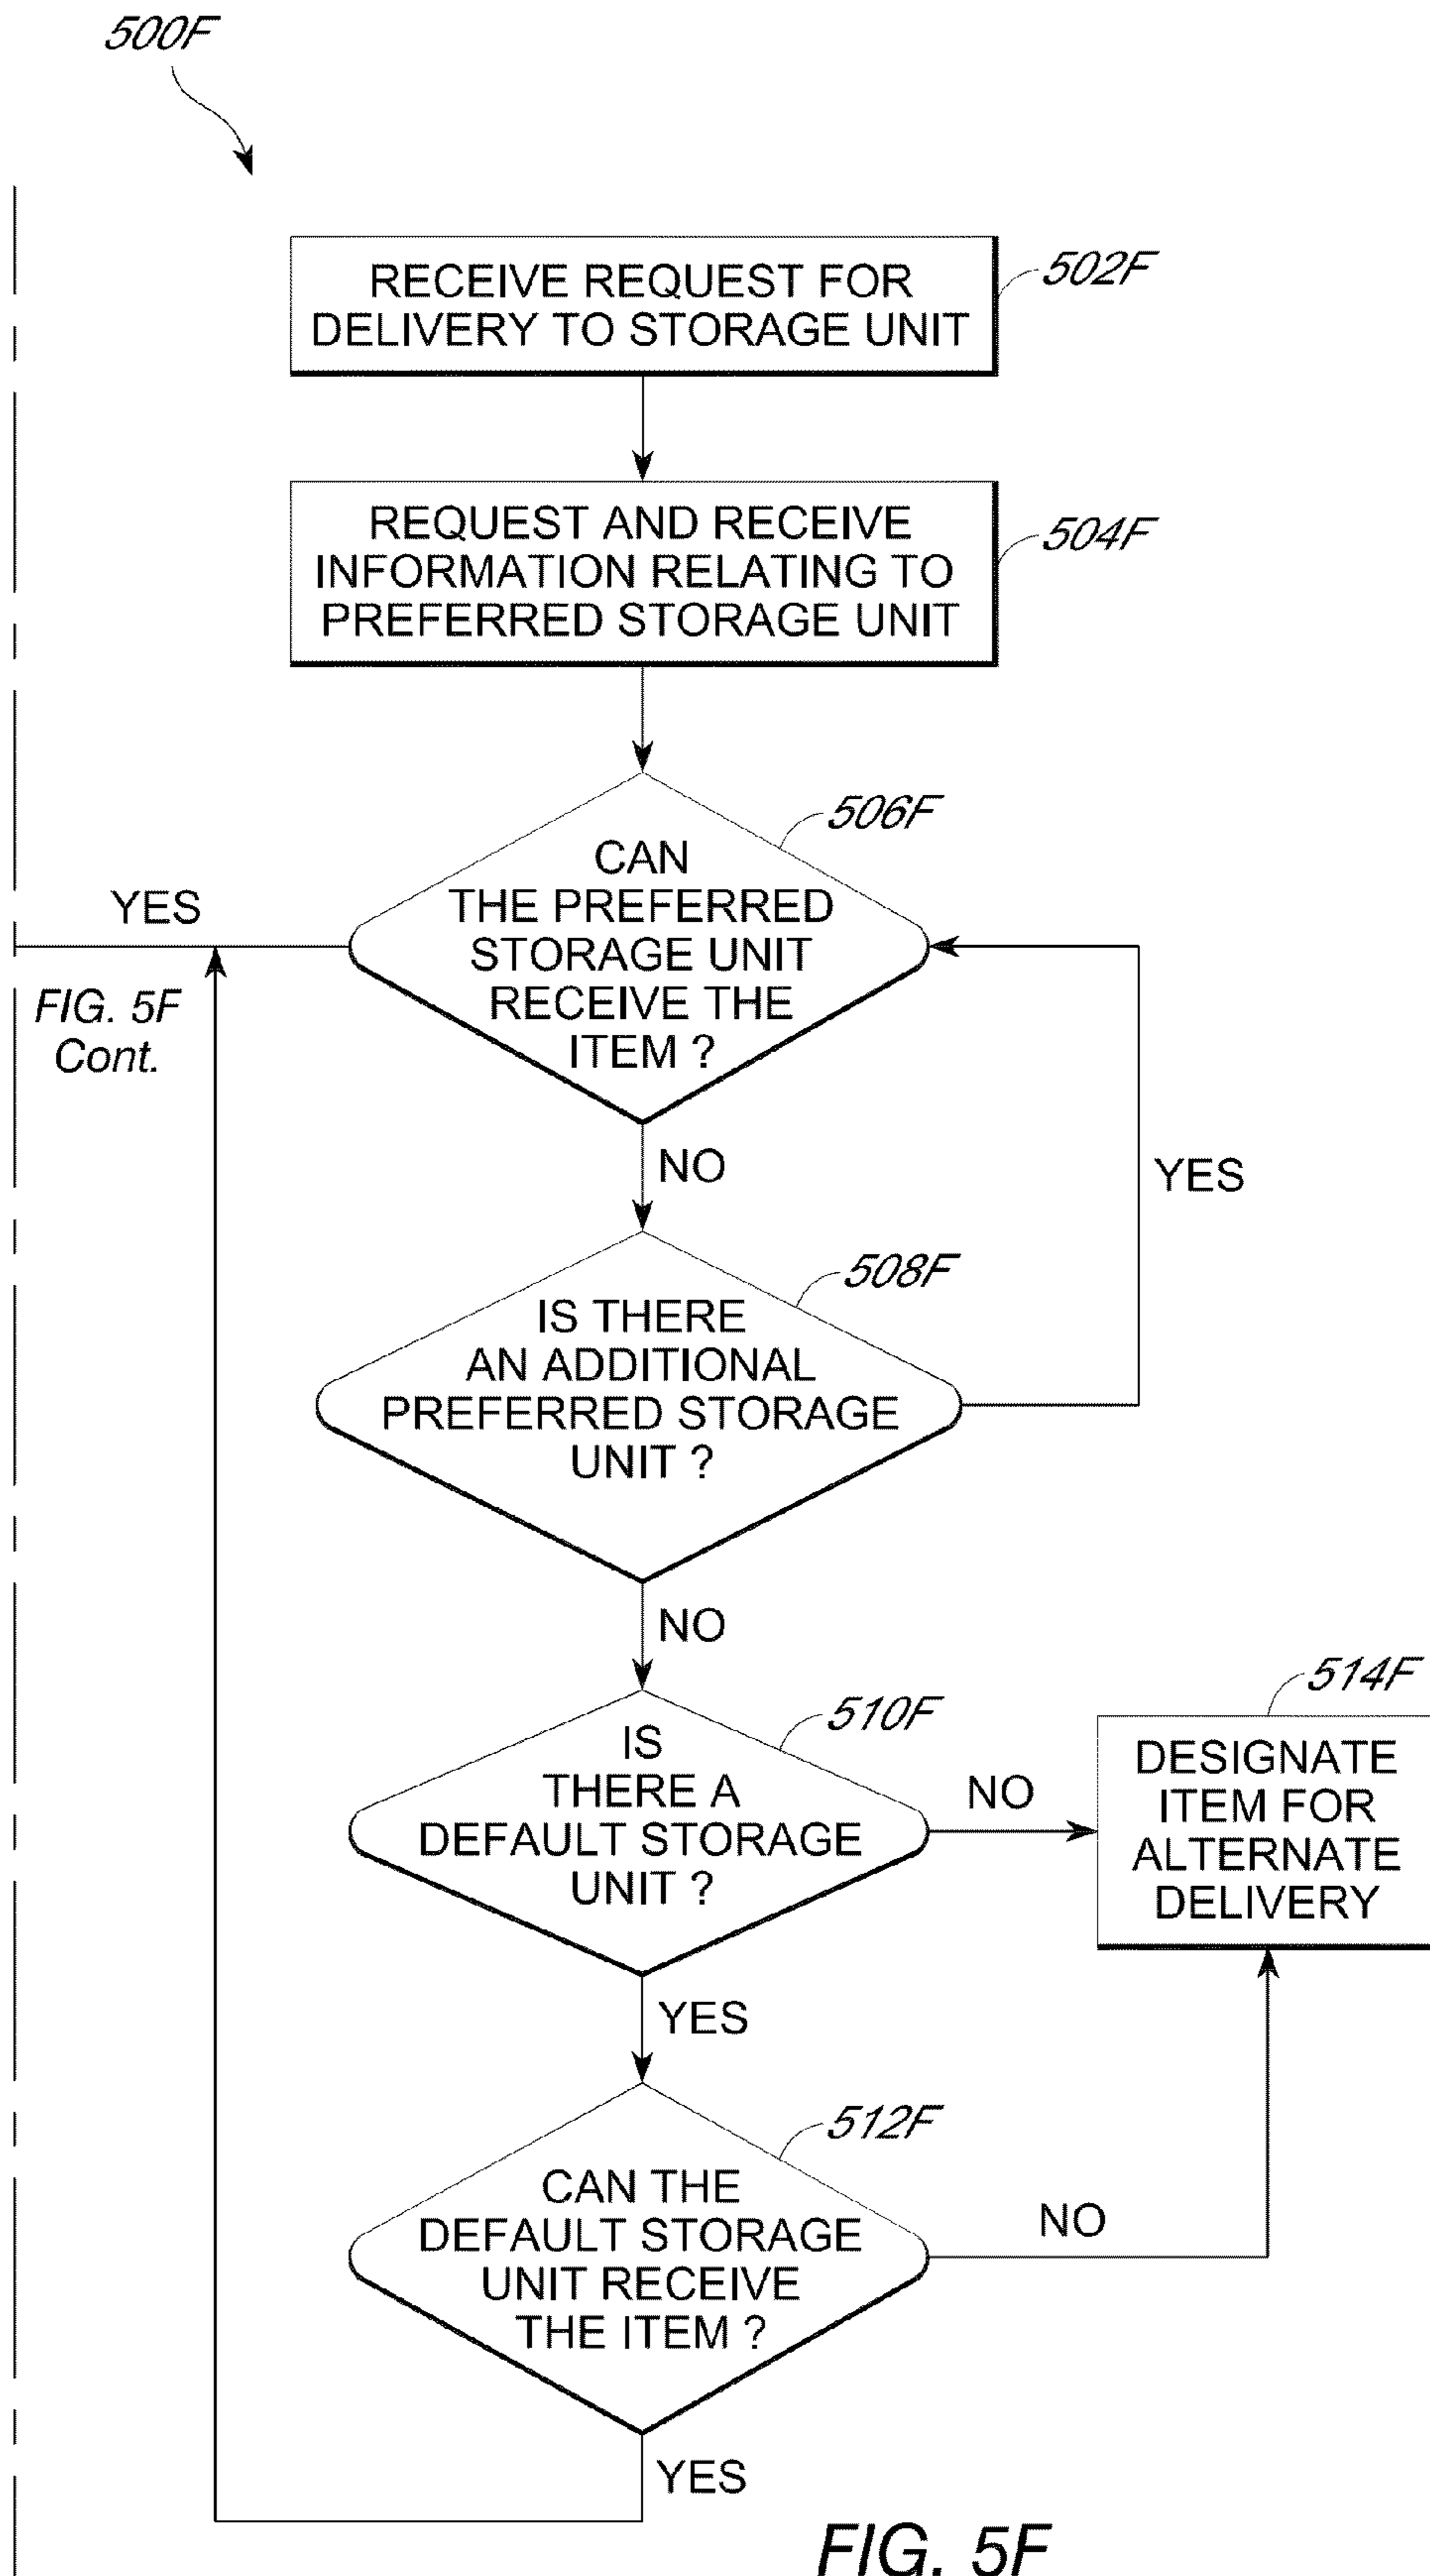 500F
RECEIVE REQUEST FOR
DELIVERY TO STORAGE UNIT
502F
REQUEST AND RECEIVE
INFORMATION RELATING TO
PREFERRED STORAGE UNIT
504F
506F
CAN
THE PREFERRED
STORAGE UNIT
RECEIVE THE
ITEM ?
YES
FIG. 5F
Cont.
NO
YES
508F
IS THERE
AN ADDITIONAL
PREFERRED STORAGE
UNIT ?
NO
510F
IS
THERE A
DEFAULT STORAGE
UNIT ?
NO
514F
DESIGNATE
ITEM FOR
ALTERNATE
DELIVERY
YES
512F
CAN THE
DEFAULT STORAGE
UNIT RECEIVE
THE ITEM ?
NO
YES
FIG. 5F